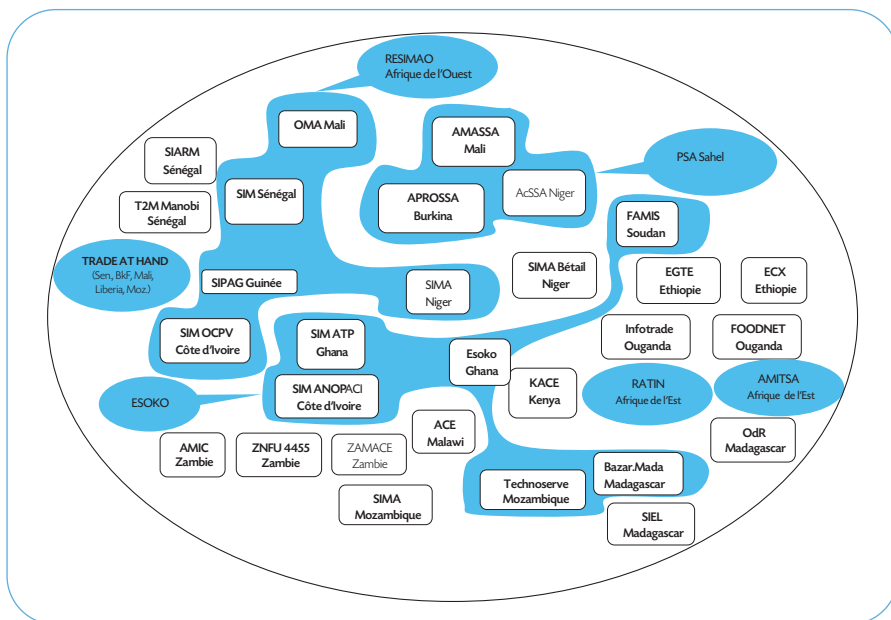 RESIMAO
Afrique de l'Ouest
OMA Mali
AMASSA
Mali
SIARM
Sénégal
PSA Sahel
SIM Sénégal
AcSSA Niger
T2M Manobi
Sénégal
APROSSA
Burkina
FAMIS
Soudan
TRADE AT HAND
(Sen, BkF, Mali,
Liberia, Moz.)
SIPAG Guinée
SIMA
Niger
SIMA Bétail
Niger
EGTE
Ethiopie
ECX
Ethiopie
SIM OCPV
Côte d'Ivoire
SIM ATP
Ghana
Esoko
Ghana
Infotrade
Ouganda
FOODNET
Ouganda
ESOKO
SIM ANOPACI
Côte d'Ivoire
KACE
Kenya
RATIN
Afrique de l'Est
AMITSA
Afrique de l'Est
AMIC
Zambie
ZNFU 4455
Zambie
ZAMACE
Zambie
ACE
Malawi
OdR
Madagascar
SIMA
Mozambique
Technoserve
Mozambique
Bazar.Mada
Madagascar
SIEL
Madagascar